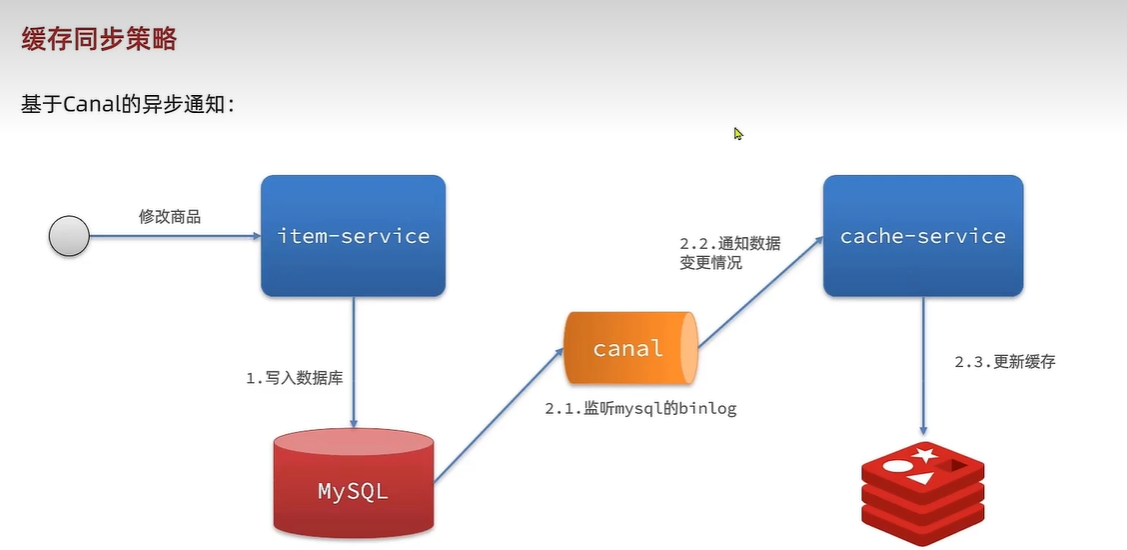 缓存同步策略
基于Canal的异步通知：
修改商品
item-service
2.2.通知数据
变更情况
cache-service
canal
1.写入数据库
2.3.更新缓存
2.1.监听mysql的binlog
MySQL